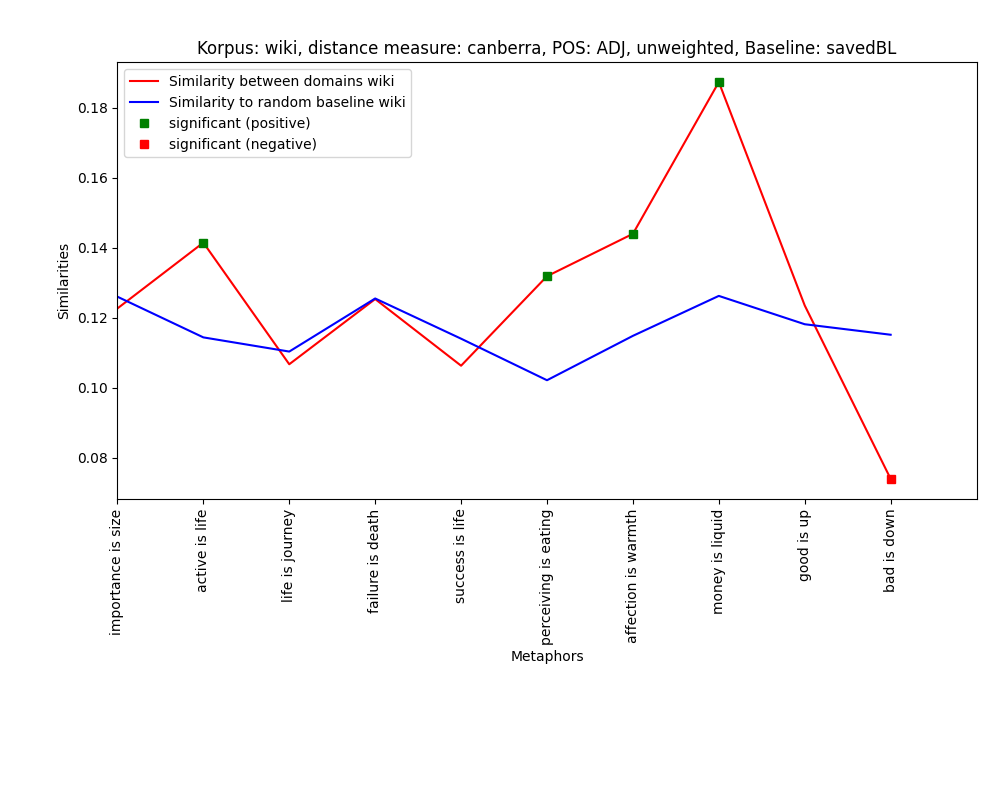 Korpus: wiki, distance measure: canberra, POS: ADJ, unweighted, Baseline: savedBL
Similarity between domains wiki
Similarity to random baseline wiki
significant (positive)
significant (negative)
Similarities
0.18
0.16
0.14
0.12
0.10
0.08
importance is size
active is life
life is journey
failure is death
success is life
perceiving is eating
affection is warmth
money is liquid
good is up
bad is down
Metaphors